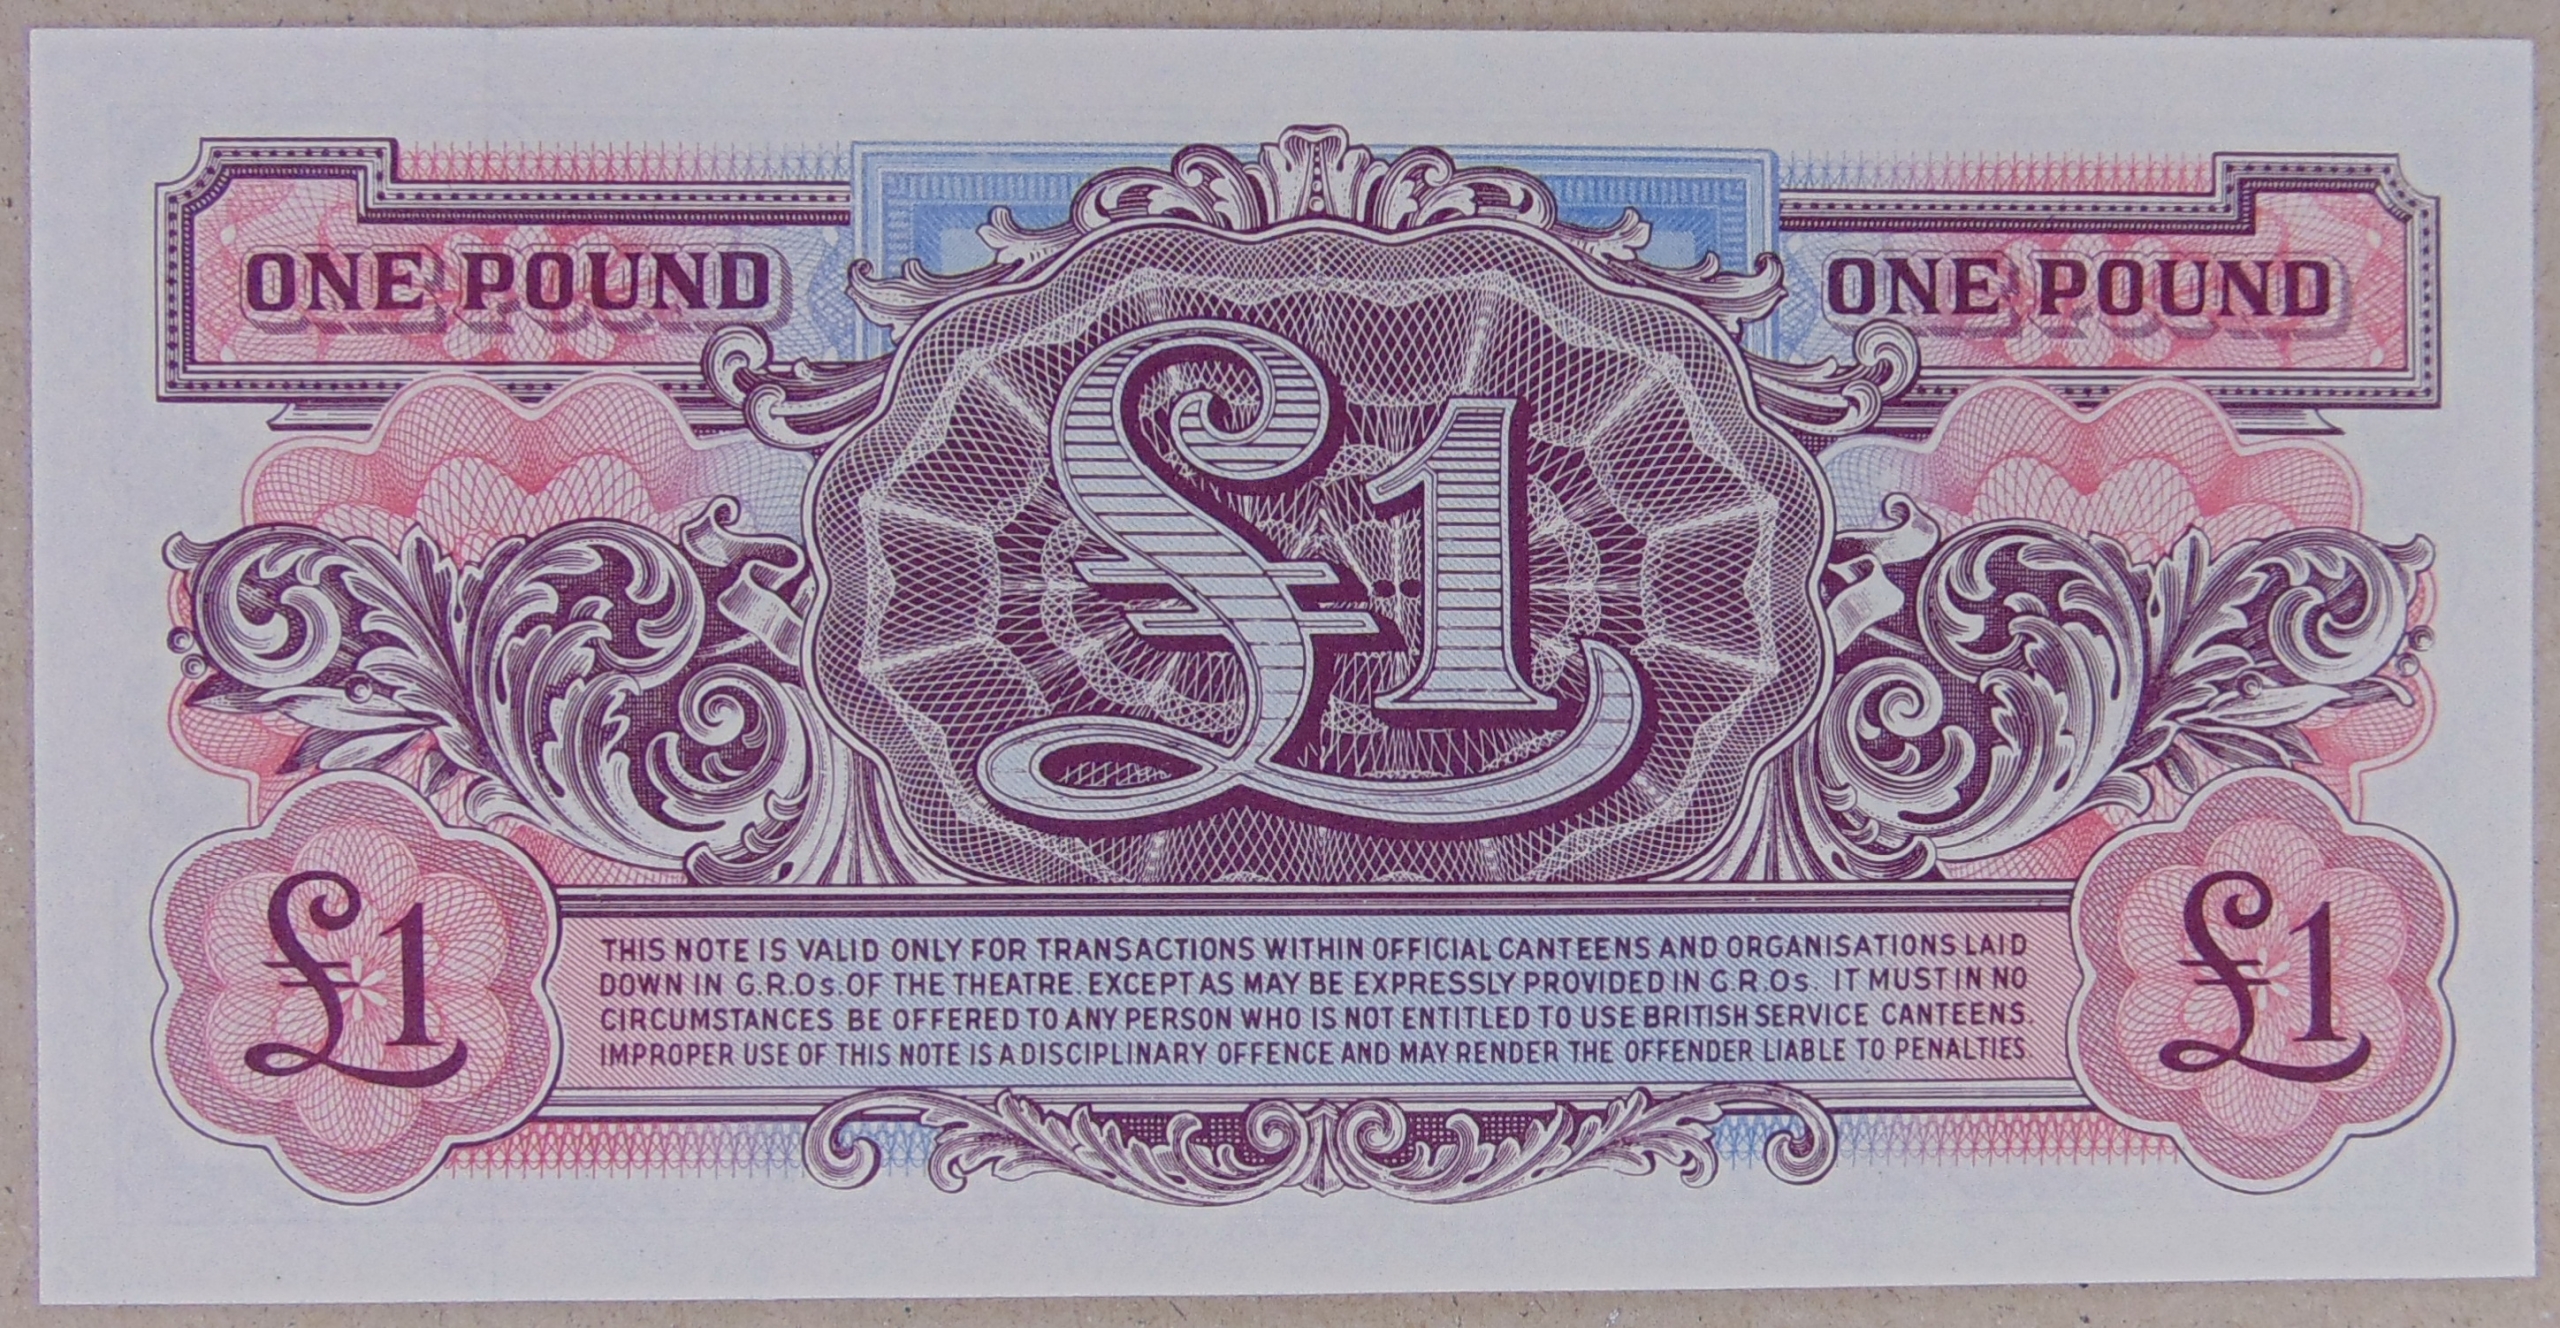 ONE POUND
ONE POUND
£1
THIS NOTE IS VALID ONLY FOR TRANSACTIONS WITHIN OFFICIAL CANTEENS AND ORGANISATIONS LAID
DOWN IN G.R.Os. OF THE THEATRE EXCEPT AS MAY BE EXPRESSLY PROVIDED IN G.R.Os. IT MUST IN NO
CIRCUMSTANCES BE OFFERED TO ANY PERSON WHO IS NOT ENTITLED TO USE BRITISH SERVICE CANTEENS.
IMPROPER USE OF THIS NOTE IS A DISCIPLINARY OFFENCE AND MAY RENDER THE OFFENDER LIABLE TO PENALTIES.
£1
£1